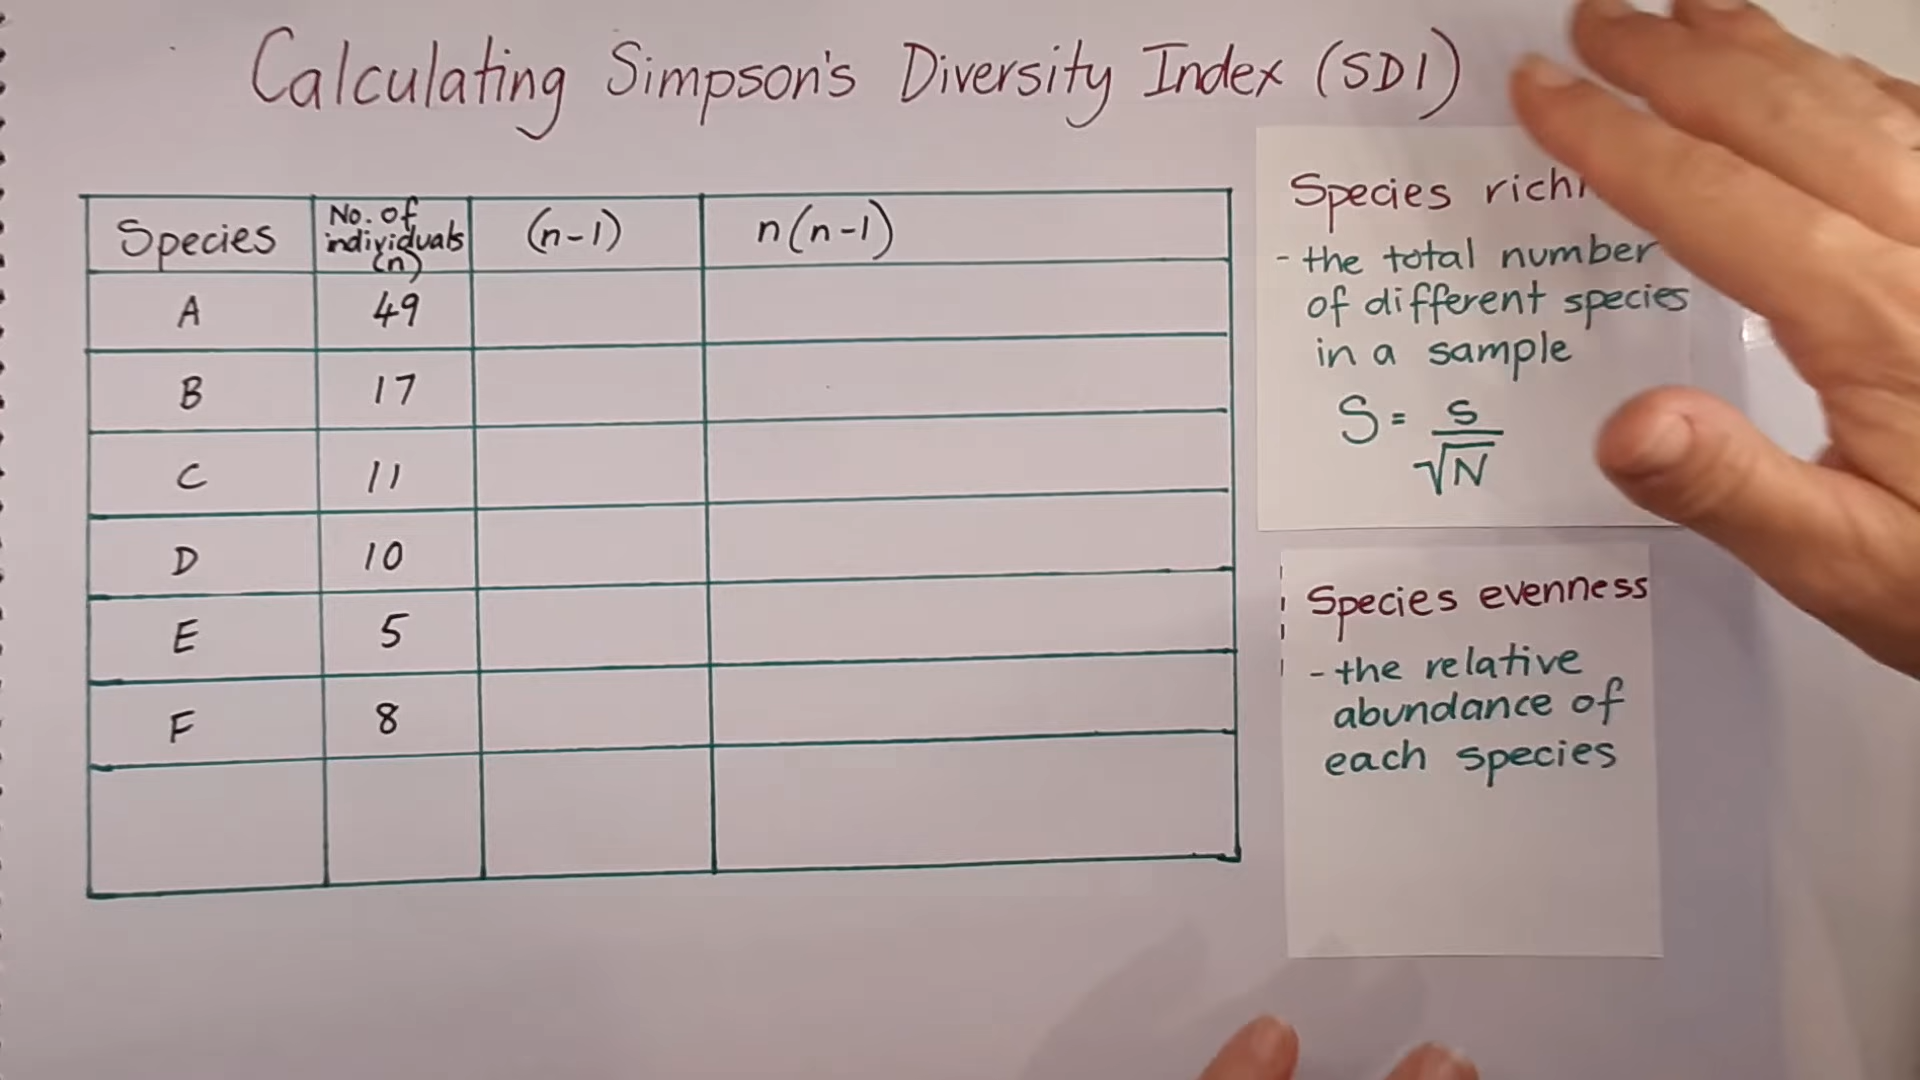 Calculating Simpson's Diversity Index (SDI)
Species No. of individuals (n) (n-1) n(n-1)
A 49
B 17
C 11
D 10
E 5
F 8
Species
- the total number
of different species
in a sample
S = s/√N
Species evenness
- the relative
abundance of
each species